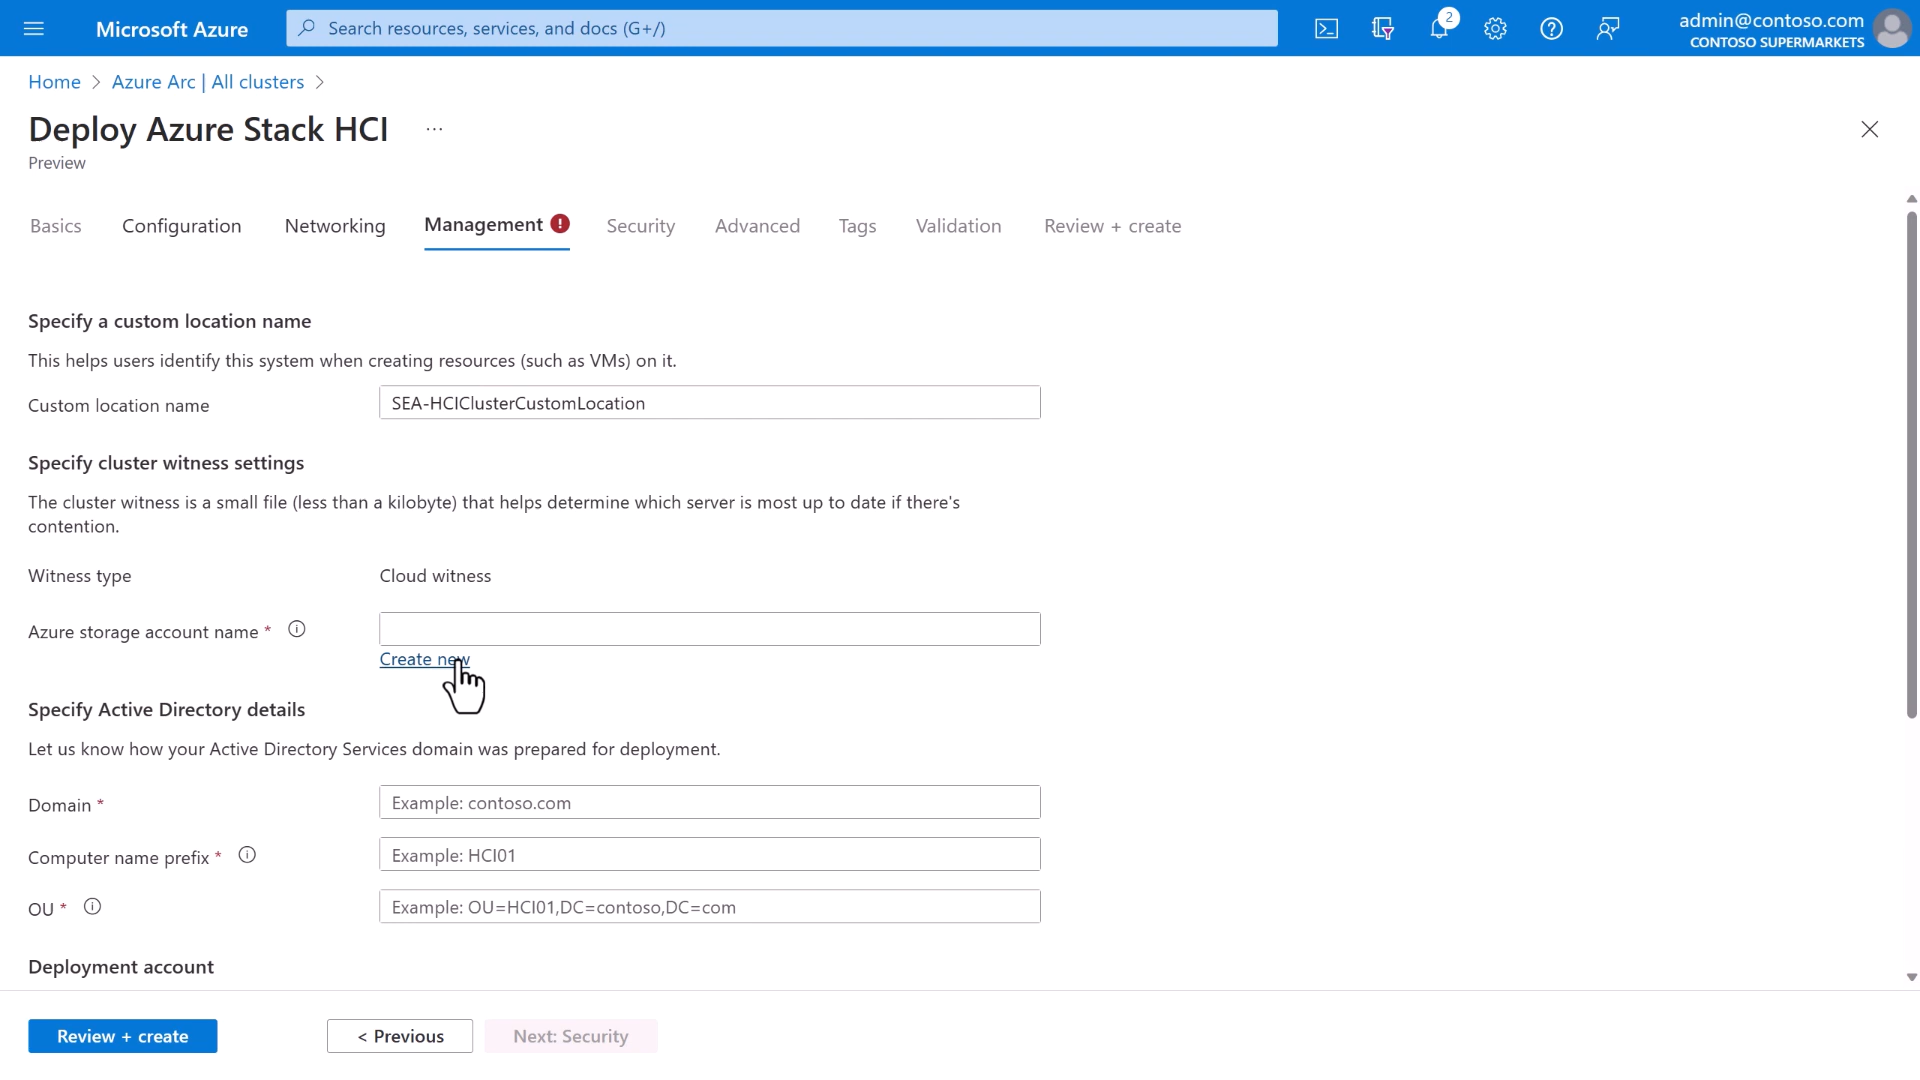 Microsoft Azure
Search resources, services, and docs (G+/)
2
admin@contoso.com
CONTOSO SUPERMARKETS
Home > Azure Arc | All clusters >
Deploy Azure Stack HCI ...
Preview
Basics Configuration Networking Management ! Security Advanced Tags Validation Review + create
Specify a custom location name
This helps users identify this system when creating resources (such as VMs) on it.
Custom location name SEA-HCIClusterCustomLocation
Specify cluster witness settings
The cluster witness is a small file (less than a kilobyte) that helps determine which server is most up to date if there's
contention.
Witness type Cloud witness
Azure storage account name *
Create new
Specify Active Directory details
Let us know how your Active Directory Services domain was prepared for deployment.
Domain * Example: contoso.com
Computer name prefix * Example: HCI01
OU * Example: OU=HCI01,DC=contoso,DC=com
Deployment account
Review + create < Previous Next: Security